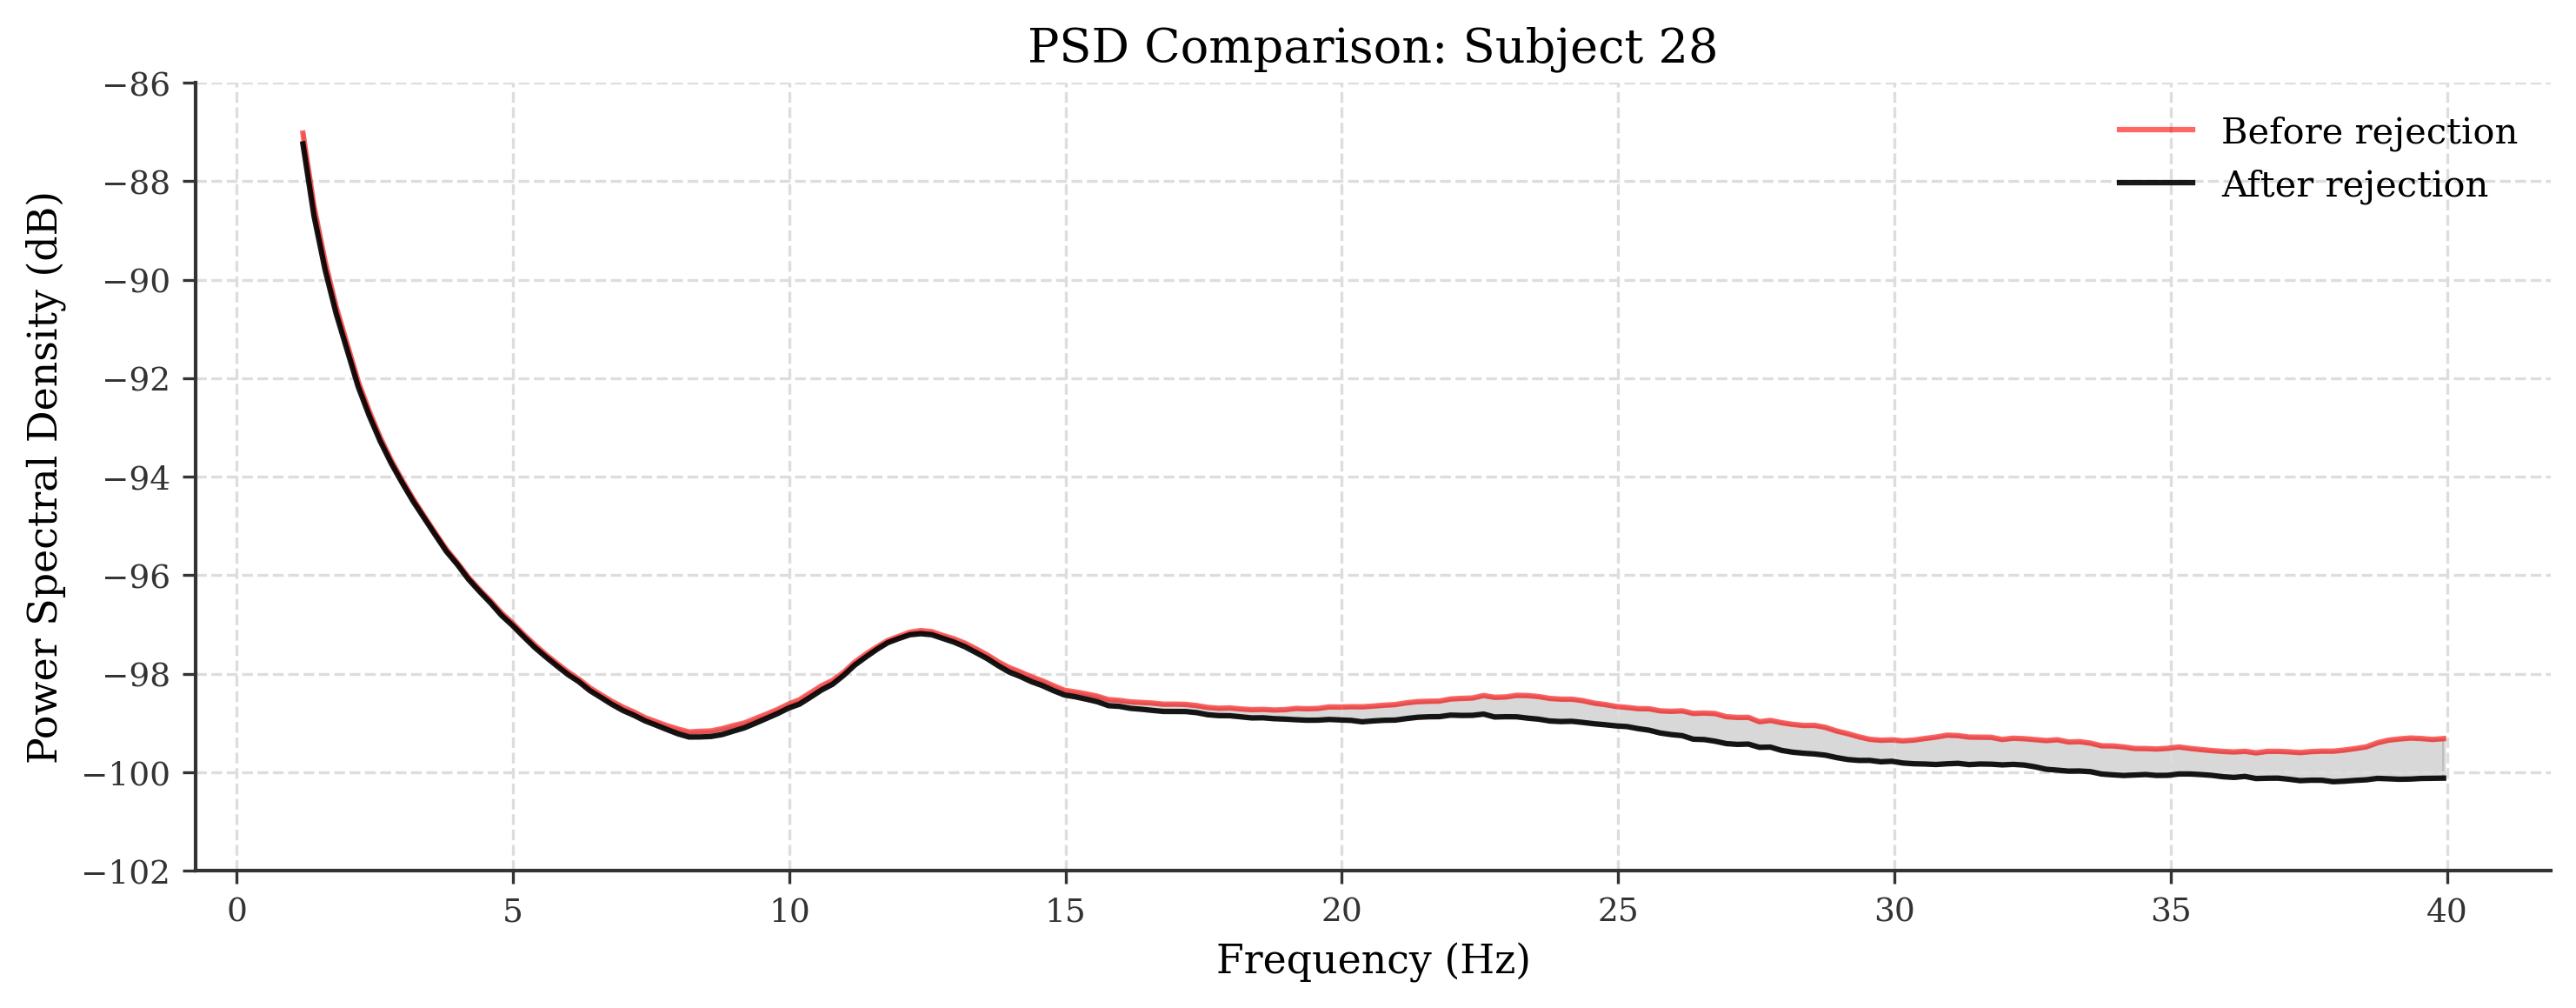 PSD Comparison: Subject 28
Before rejection
After rejection
Power Spectral Density (dB)
−86
−88
−90
−92
−94
−96
−98
−100
−102
0 5 10 15 20 25 30 35 40
Frequency (Hz)